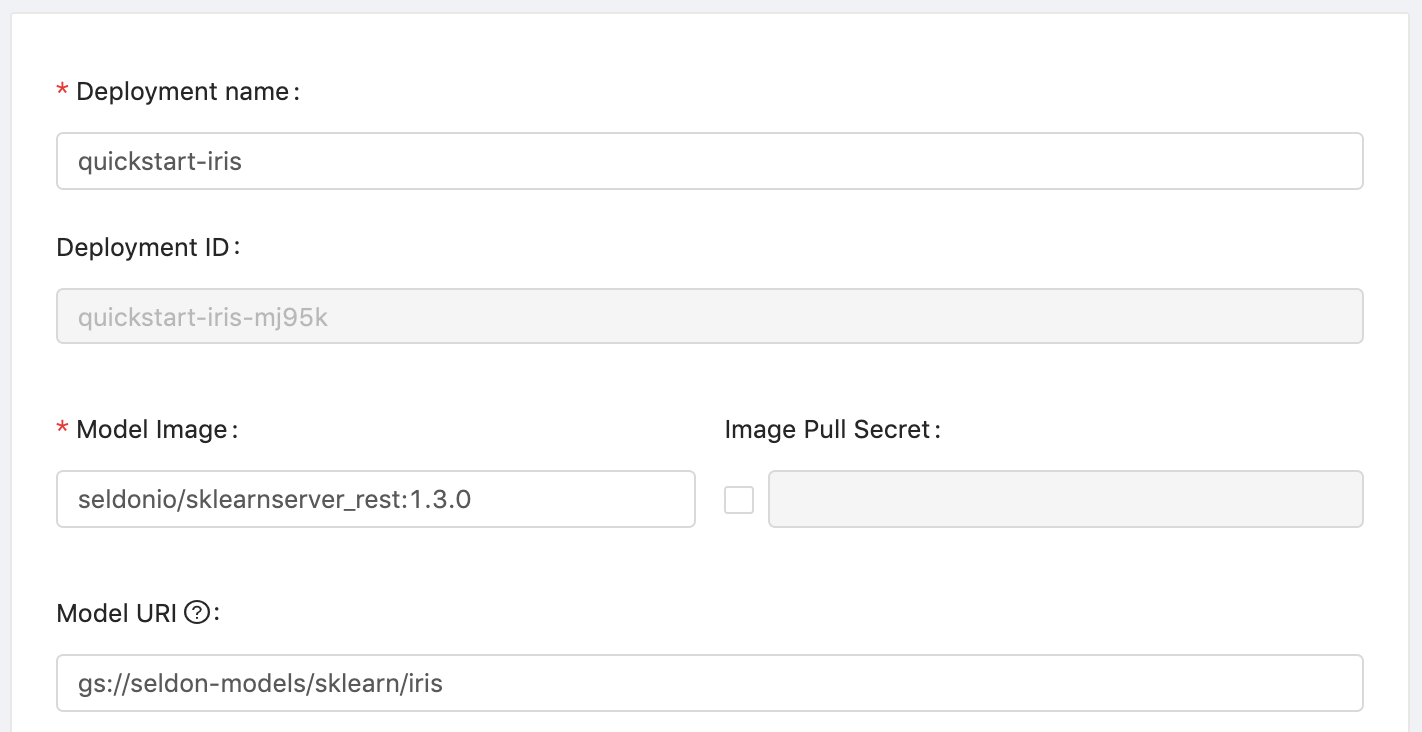 * Deployment name:
quickstart-iris
Deployment ID:
quickstart-iris-mj95k
* Model Image:
Image Pull Secret:
seldonio/sklearnserver_rest:1.3.0
Model URI ?:
gs://seldon-models/sklearn/iris